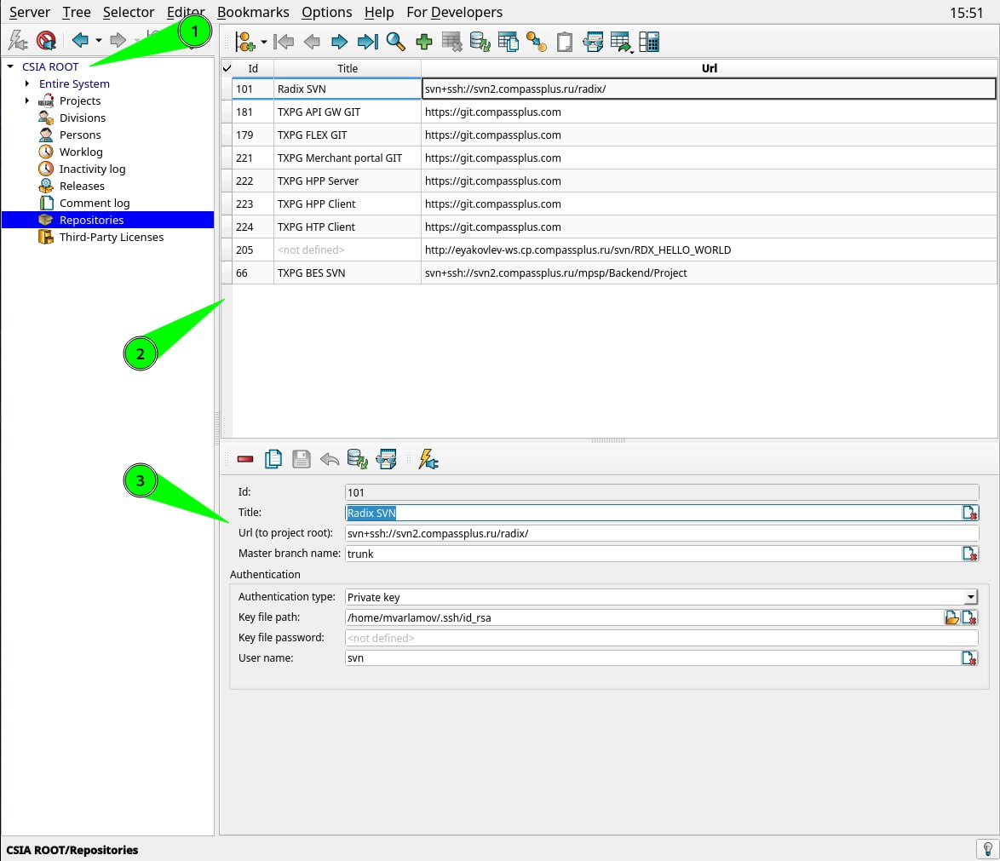 Server Tree Selector Editor Bookmarks Options Help For Developers 15:51
1
CSIA ROOT
Entire System
Projects
Divisions
Persons
Worklog
Inactivity log
Releases
Comment log
Repositories
Third-Party Licenses
Id Title Url
101 Radix SVN svn+ssh://svn2.compassplus.ru/radix/
181 TXPG API GW GIT https://git.compassplus.com
179 TXPG FLEX GIT https://git.compassplus.com
221 TXPG Merchant portal GIT https://git.compassplus.com
222 TXPG HPP Server https://git.compassplus.com
223 TXPG HPP Client https://git.compassplus.com
224 TXPG HTP Client https://git.compassplus.com
205 <not defined> http://eyakovlev-ws.cp.compassplus.ru/svn/RDX_HELLO_WORLD
66 TXPG BES SVN svn+ssh://svn2.compassplus.ru/mpsp/Backend/Project
2
3
Id: 101
Title: Radix SVN
Url (to project root): svn+ssh://svn2.compassplus.ru/radix/
Master branch name: trunk
Authentication
Authentication type: Private key
Key file path: /home/mvarlamov/.ssh/id_rsa
Key file password: <not defined>
User name: svn
CSIA ROOT/Repositories